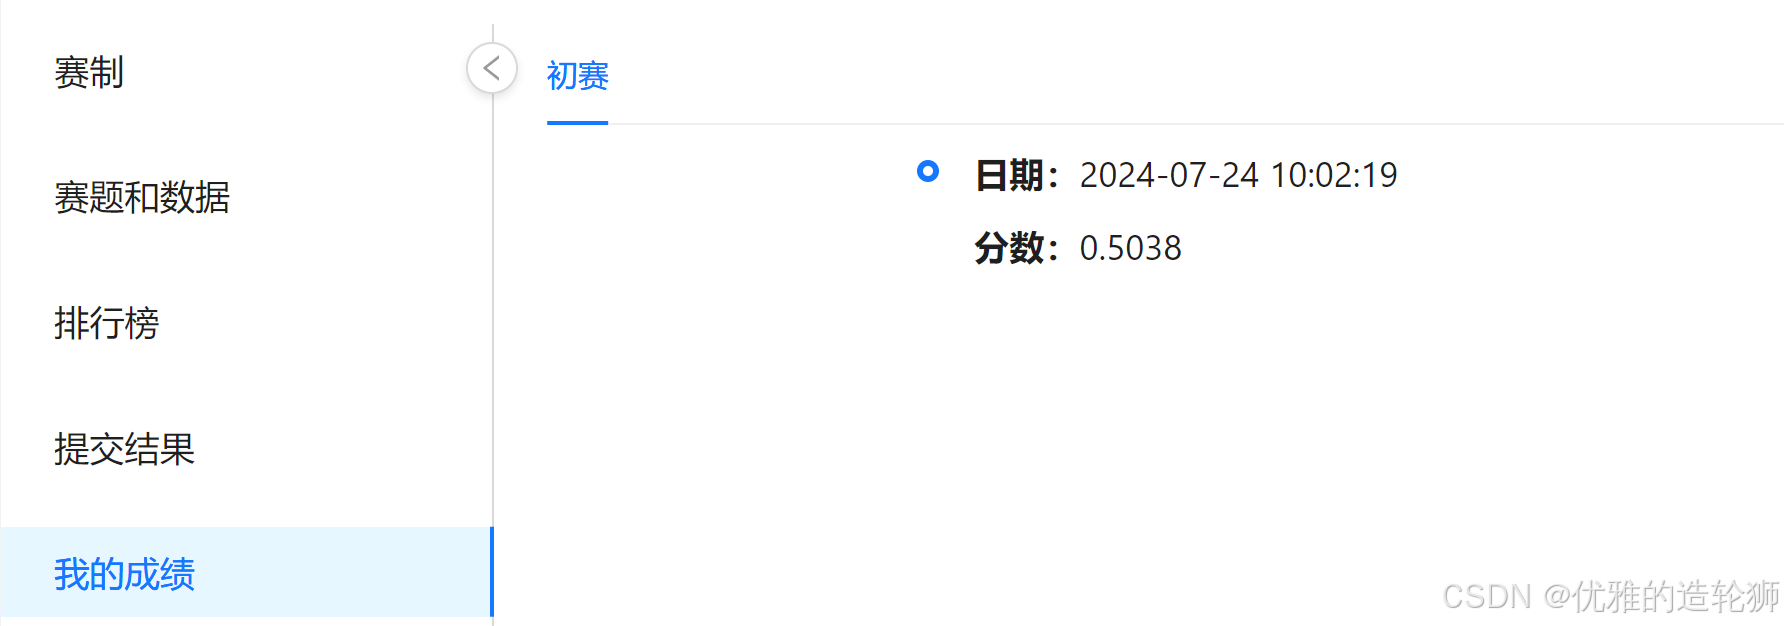 赛制
赛题和数据
排行榜
提交结果
我的成绩
初赛
日期：2024-07-24 10:02:19
分数：0.5038
CSDN @优雅的造轮狮